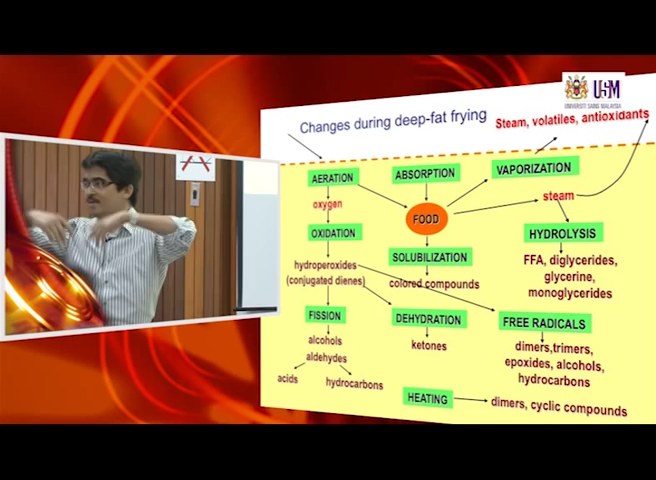 USM
UNIVERSITI SAINS MALAYSIA
Changes during deep-fat frying
Steam, volatiles, antioxidants
AERATION
ABSORPTION
VAPORIZATION
oxygen
steam
FOOD
OXIDATION
HYDROLYSIS
SOLUBILIZATION
hydroperoxides
(conjugated dienes)
colored compounds
FFA, diglycerides,
glycerine,
monoglycerides
FISSION
DEHYDRATION
FREE RADICALS
alcohols
aldehydes
ketones
dimers,trimers,
epoxides, alcohols,
hydrocarbons
acids
hydrocarbons
HEATING
dimers, cyclic compounds